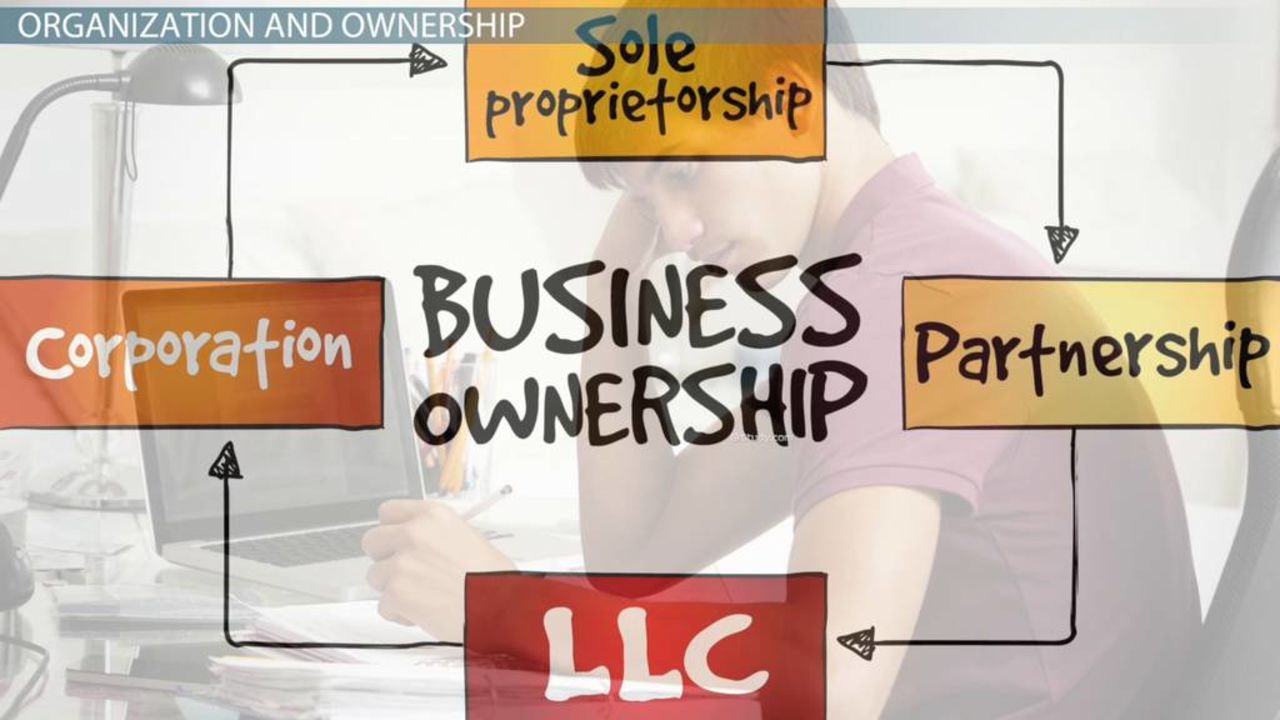 ORGANIZATION AND OWNERSHIP
Sole
proprietorship
Corporation
BUSINESS
OWNERSHIP
Partnership
LLC